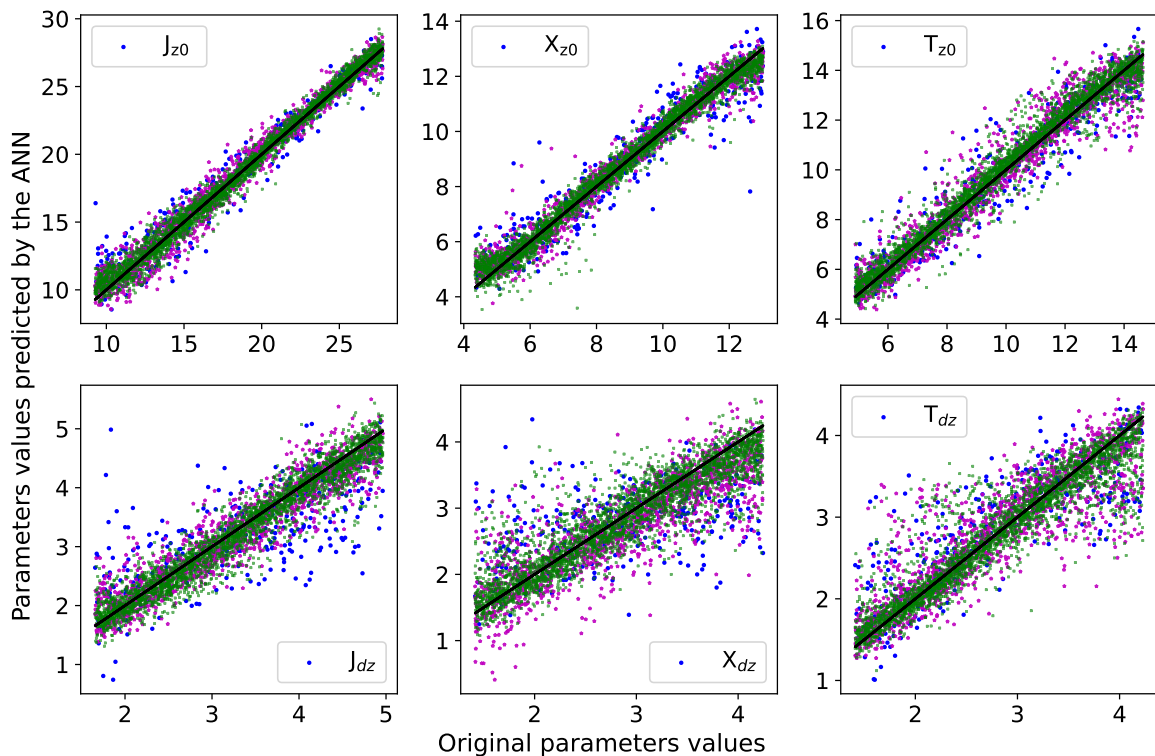 Parameters values predicted by the ANN
30
25
20
15
10
10 15 20 25
J_z0
14
12
10
8
6
4
4 6 8 10 12
X_z0
16
14
12
10
8
6
4
6 8 10 12 14
T_z0
5
4
3
2
1
2 3 4 5
J_dz
4
3
2
1
2 3 4
X_dz
4
3
2
1
2 3 4
T_dz
Original parameters values